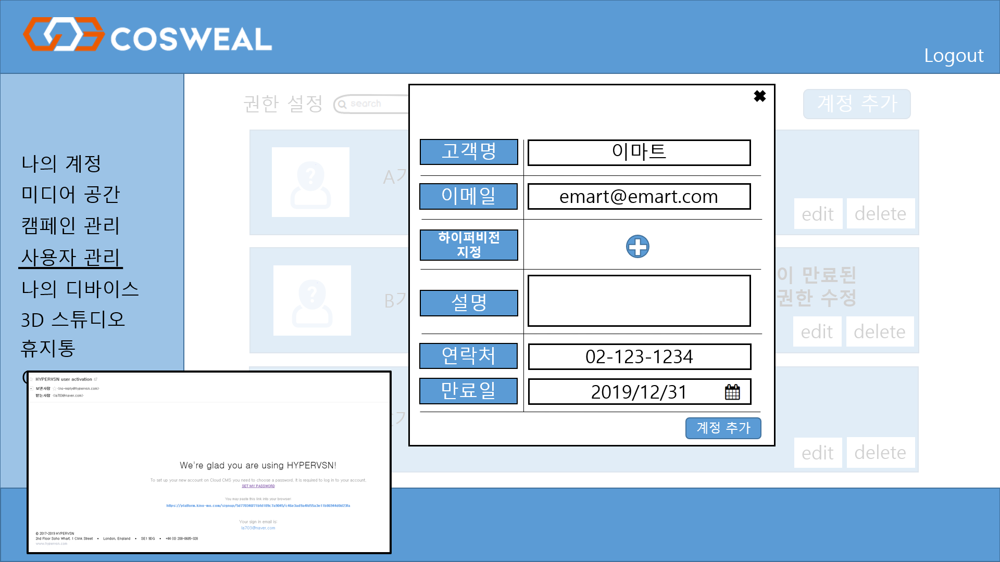 COSWEAL
Logout
권한 설정
search
계정 추가
나의 계정
미디어 공간
캠페인 관리
사용자 관리
나의 디바이스
3D 스튜디오
휴지통
A기
edit
delete
B기
이 만료된
권한 수정
edit
delete
edit
delete
고객명
이마트
이메일
emart@emart.com
하이퍼비전
지정
설명
연락처
02-123-1234
만료일
2019/12/31
계정 추가
HYPERVSN user activation
보낸사람 <no-reply@hypervsn.com>
받는사람 <la703@naver.com>
We're glad you are using HYPERVSN!
To set up your new account on Cloud CMS you need to choose a password. It is required to log in to your account.
SET MY PASSWORD
You may paste this link into your browser:
Your sign in email is:
la703@naver.com
© 2017-2019 HYPERVSN
2nd Floor Soho Wharf, 1 Clink Street • London, England • SE1 9DG • +44 (0) 208-0685-328
www.hypervsn.com